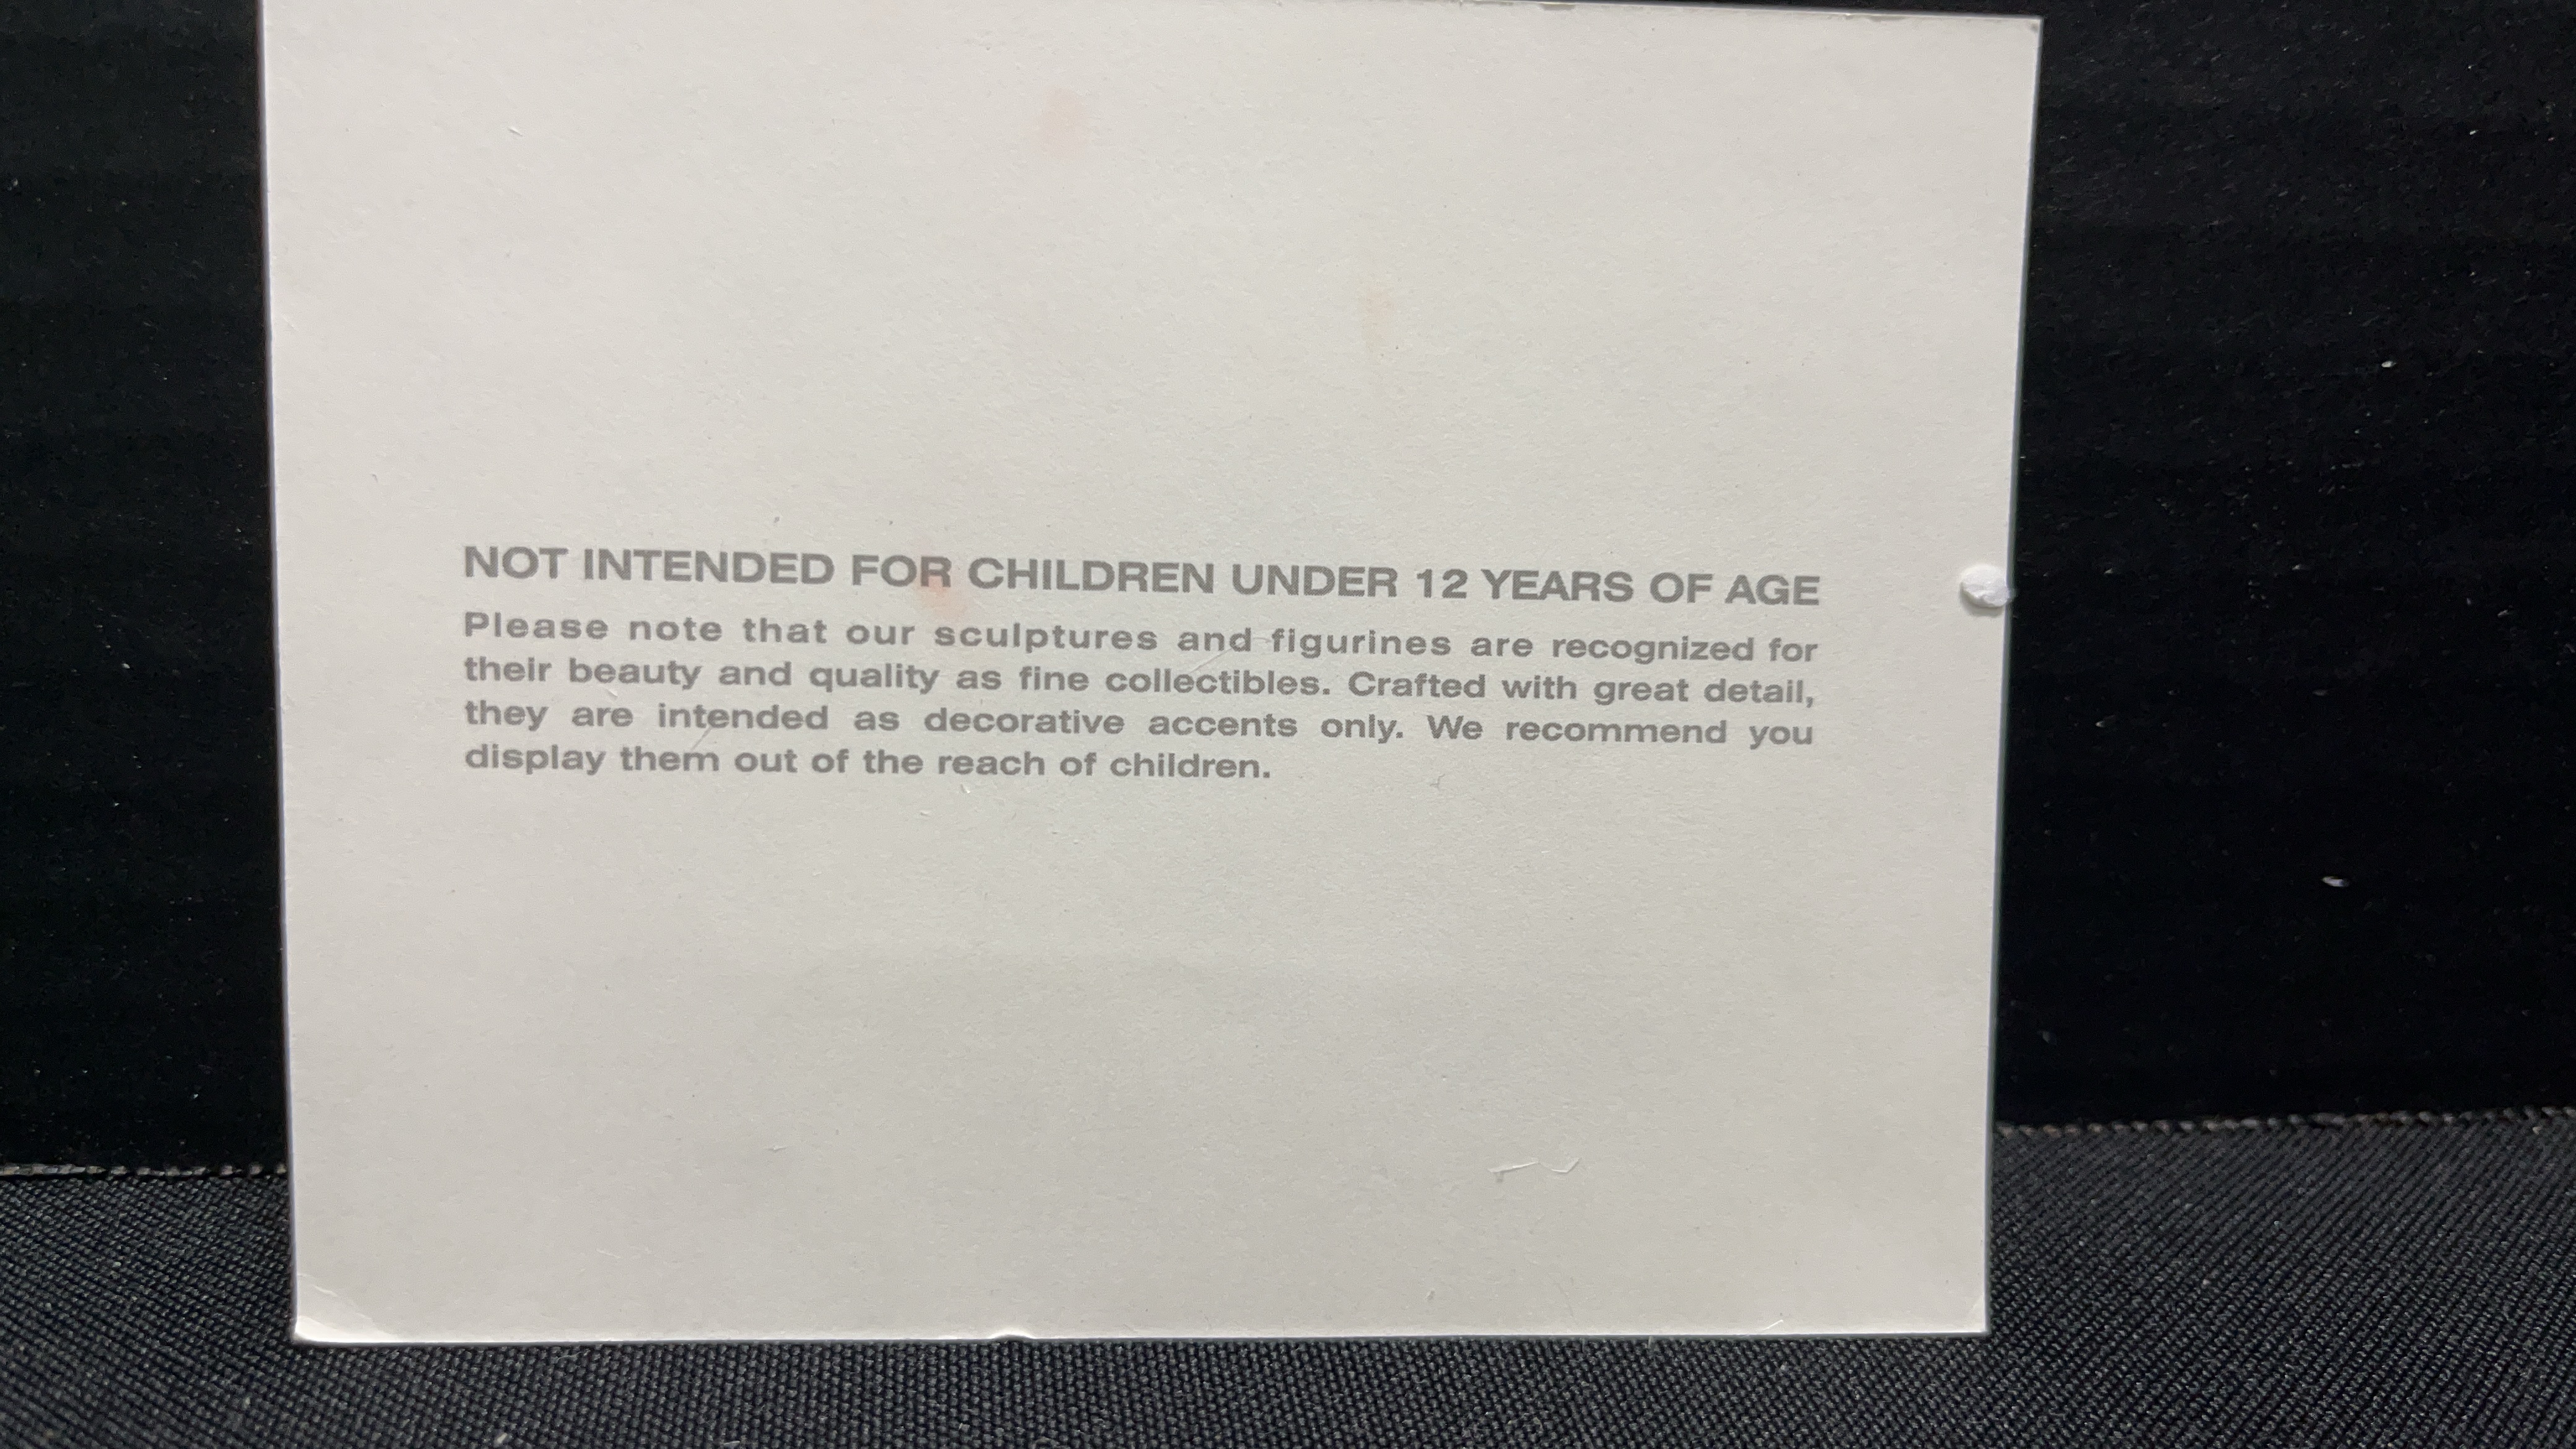 NOT INTENDED FOR CHILDREN UNDER 12 YEARS OF AGE
Please note that our sculptures and figurines are recognized for
their beauty and quality as fine collectibles. Crafted with great detail,
they are intended as decorative accents only. We recommend you
display them out of the reach of children.